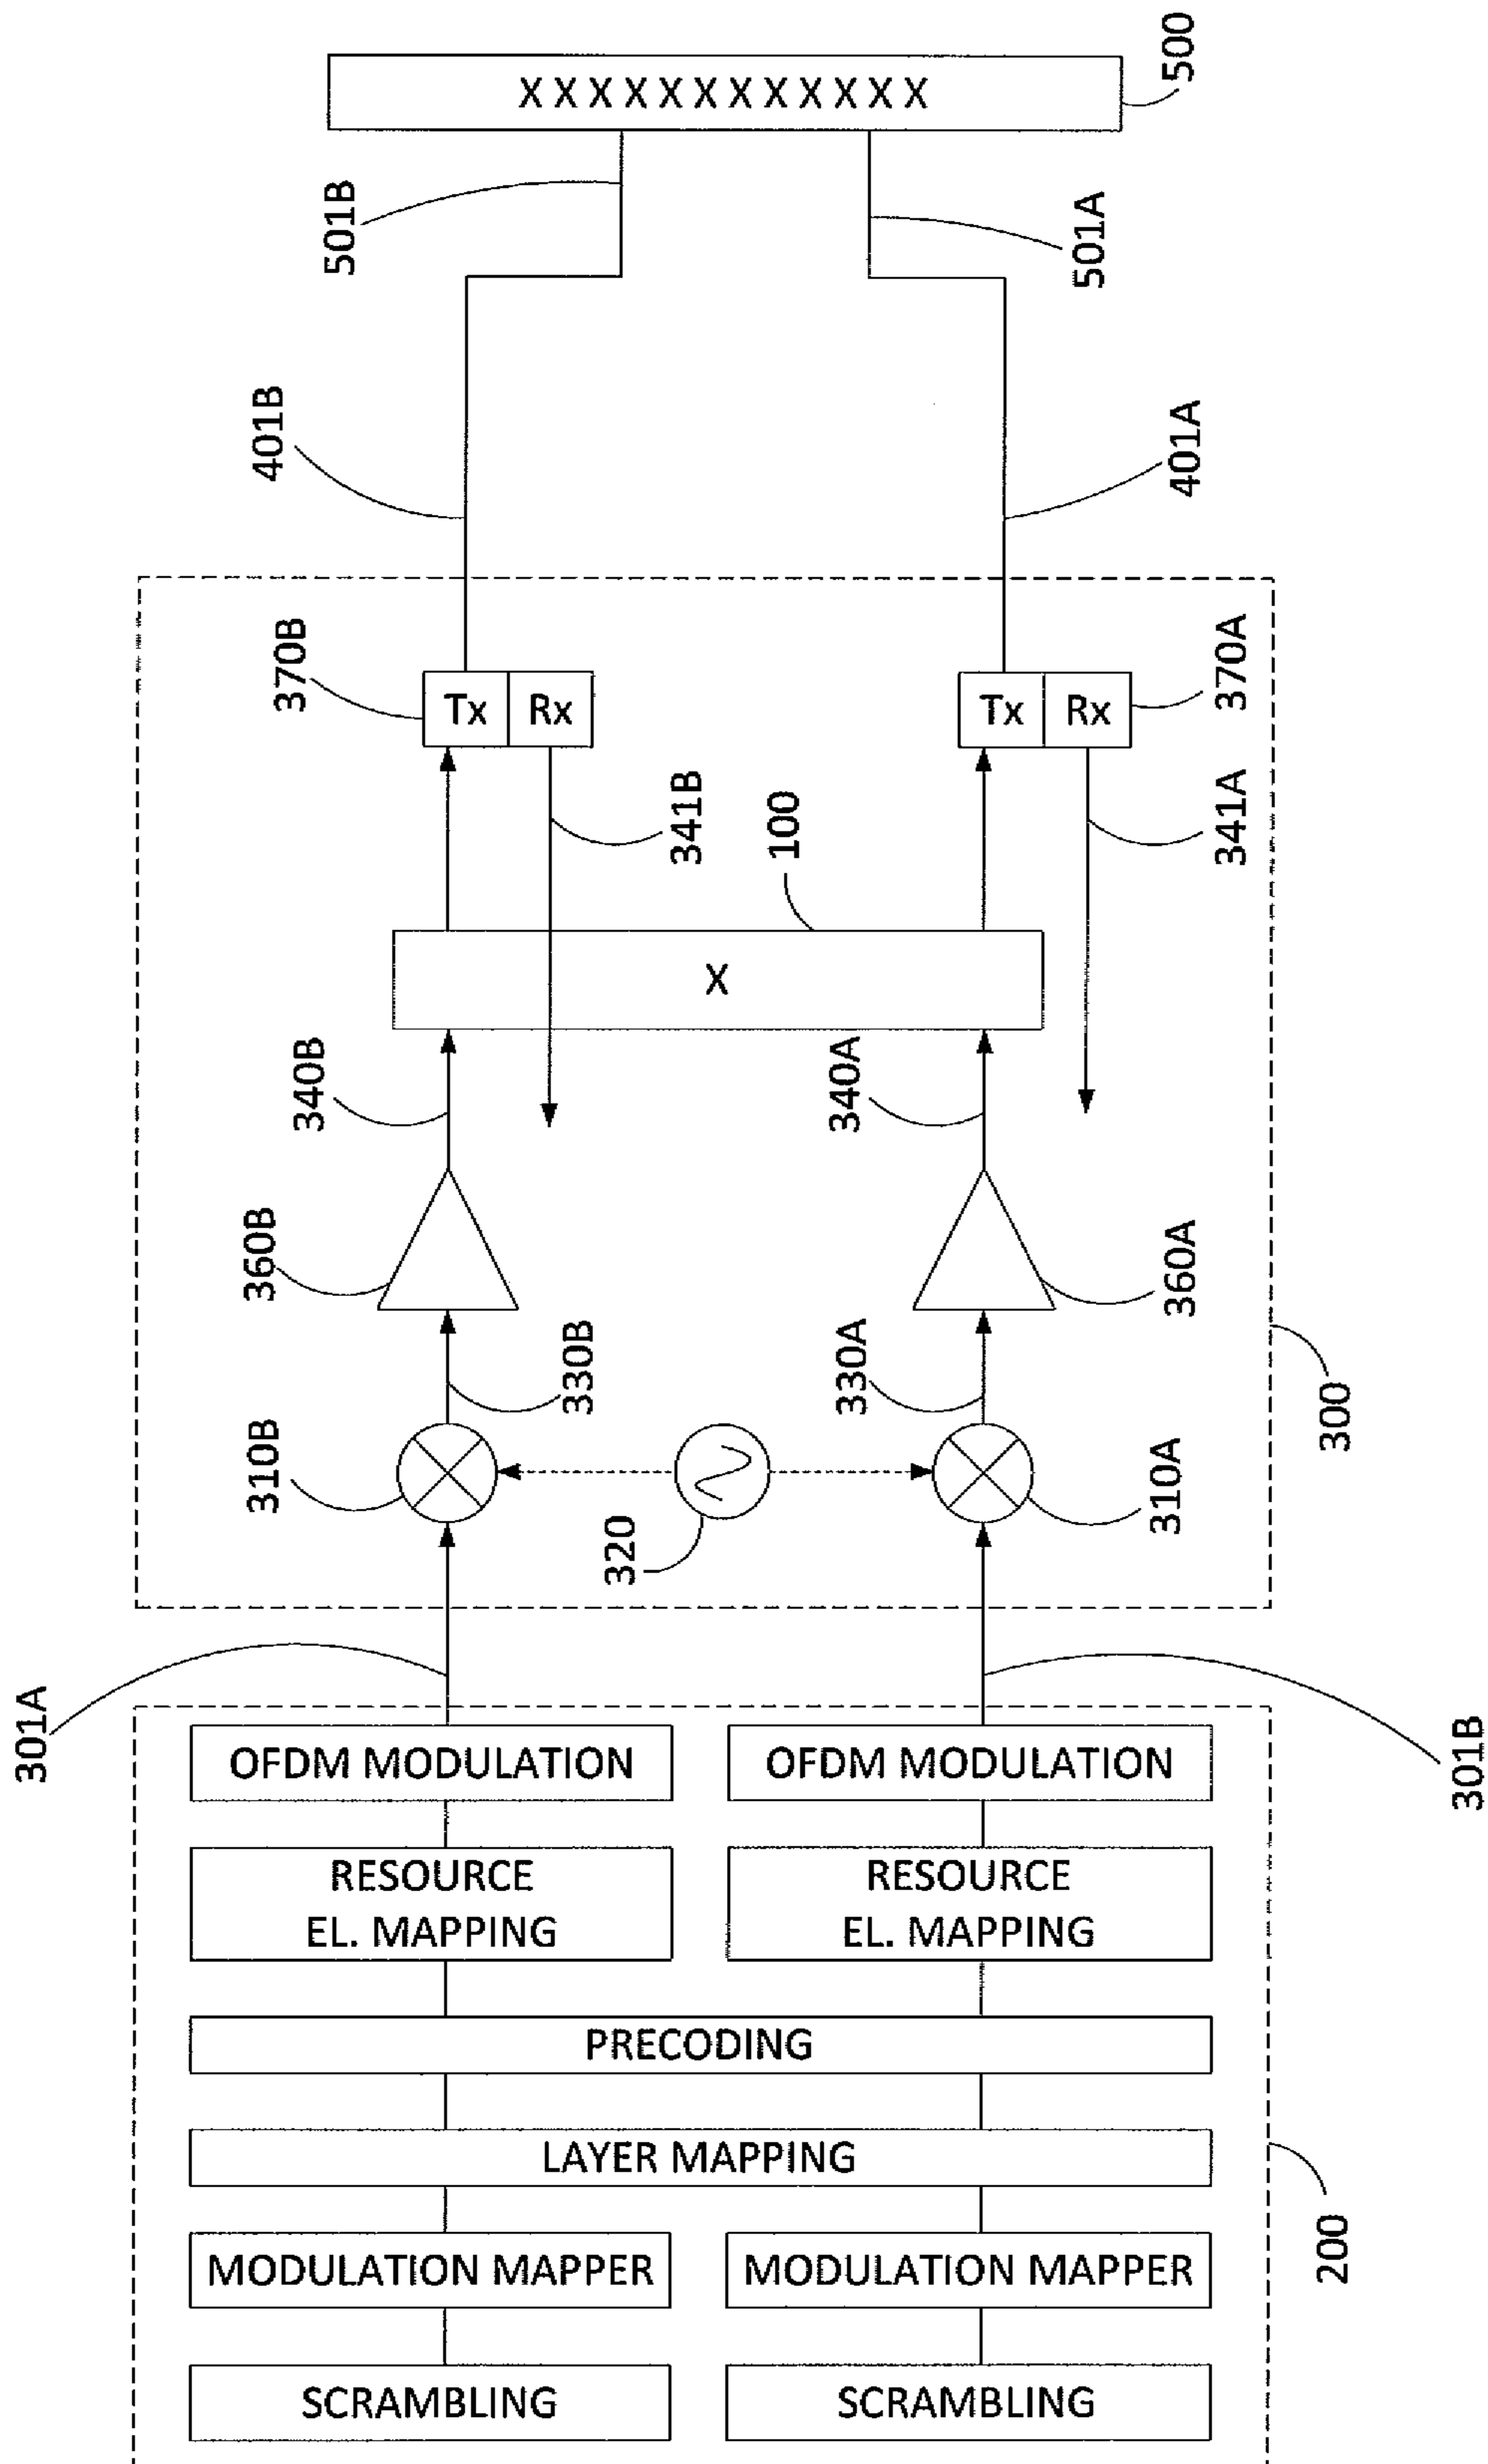 XXXXXXXXXXXX
500
501B
501A
401B
401A
370B
Tx
Rx
Tx
Rx
370A
341B
341A
100
X
340B
340A
360B
360A
330B
330A
310B
320
310A
300
301A
301B
OFDM MODULATION
OFDM MODULATION
RESOURCE
EL. MAPPING
RESOURCE
EL. MAPPING
PRECODING
LAYER MAPPING
MODULATION MAPPER
MODULATION MAPPER
200
SCRAMBLING
SCRAMBLING